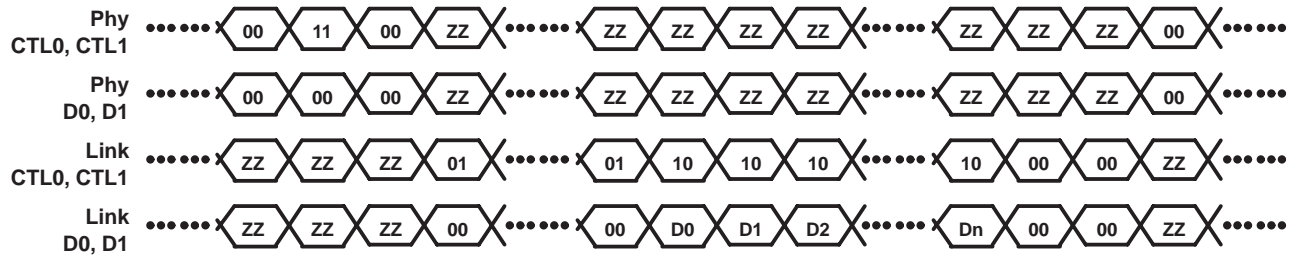 Phy
CTL0, CTL1
00 11 00 ZZ ZZ ZZ ZZ ZZ ZZ ZZ ZZ 00
Phy
D0, D1
00 00 00 ZZ ZZ ZZ ZZ ZZ ZZ ZZ ZZ 00
Link
CTL0, CTL1
ZZ ZZ ZZ 01 01 10 10 10 10 00 00 ZZ
Link
D0, D1
ZZ ZZ ZZ 00 00 D0 D1 D2 Dn 00 00 ZZ